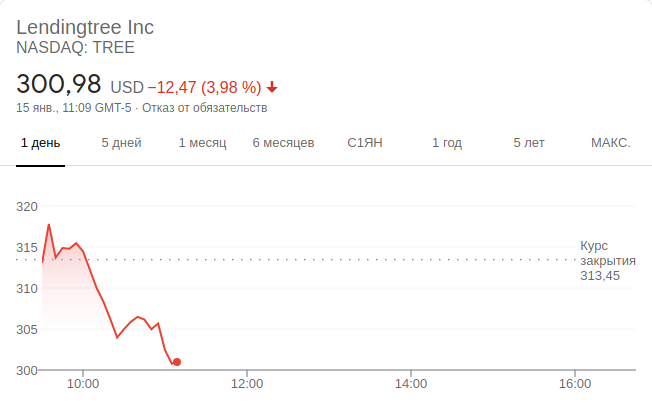 Lendingtree Inc
NASDAQ: TREE
300,98 USD −12,47 (3,98 %)
15 янв., 11:09 GMT-5 · Отказ от обязательств
1 день 5 дней 1 месяц 6 месяцев С1ЯН 1 год 5 лет МАКС.
320
315
310
305
300
Курс
закрытия
313,45
10:00 12:00 14:00 16:00